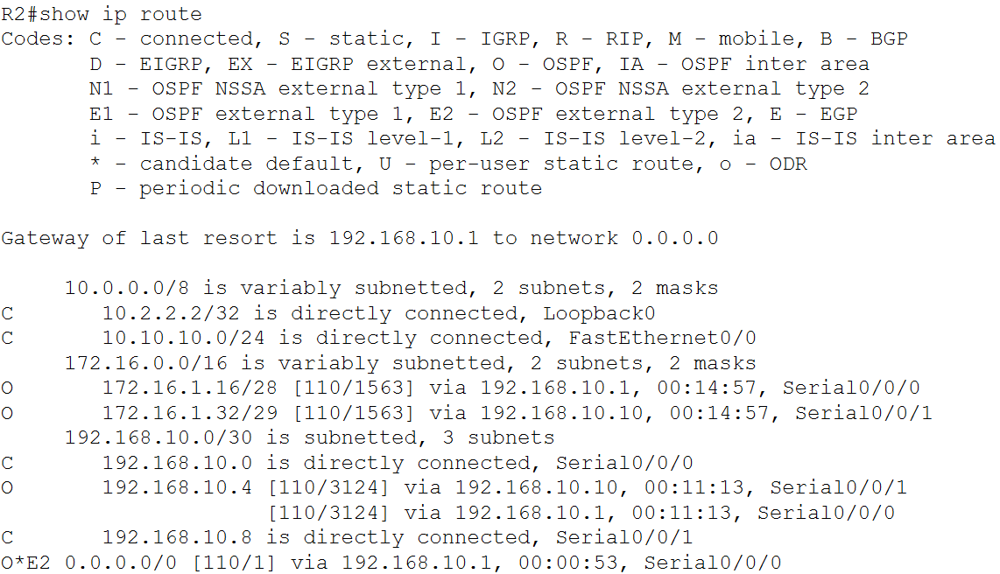 R2#show ip route
Codes: C - connected, S - static, I - IGRP, R - RIP, M - mobile, B - BGP
       D - EIGRP, EX - EIGRP external, O - OSPF, IA - OSPF inter area
       N1 - OSPF NSSA external type 1, N2 - OSPF NSSA external type 2
       E1 - OSPF external type 1, E2 - OSPF external type 2, E - EGP
       i - IS-IS, L1 - IS-IS level-1, L2 - IS-IS level-2, ia - IS-IS inter area
       * - candidate default, U - per-user static route, o - ODR
       P - periodic downloaded static route

Gateway of last resort is 192.168.10.1 to network 0.0.0.0

     10.0.0.0/8 is variably subnetted, 2 subnets, 2 masks
C       10.2.2.2/32 is directly connected, Loopback0
C       10.10.10.0/24 is directly connected, FastEthernet0/0
     172.16.0.0/16 is variably subnetted, 2 subnets, 2 masks
O       172.16.1.16/28 [110/1563] via 192.168.10.1, 00:14:57, Serial0/0/0
O       172.16.1.32/29 [110/1563] via 192.168.10.10, 00:14:57, Serial0/0/1
     192.168.10.0/30 is subnetted, 3 subnets
C       192.168.10.0 is directly connected, Serial0/0/0
O       192.168.10.4 [110/3124] via 192.168.10.10, 00:11:13, Serial0/0/1
                     [110/3124] via 192.168.10.1, 00:11:13, Serial0/0/0
C       192.168.10.8 is directly connected, Serial0/0/1
O*E2 0.0.0.0/0 [110/1] via 192.168.10.1, 00:00:53, Serial0/0/0